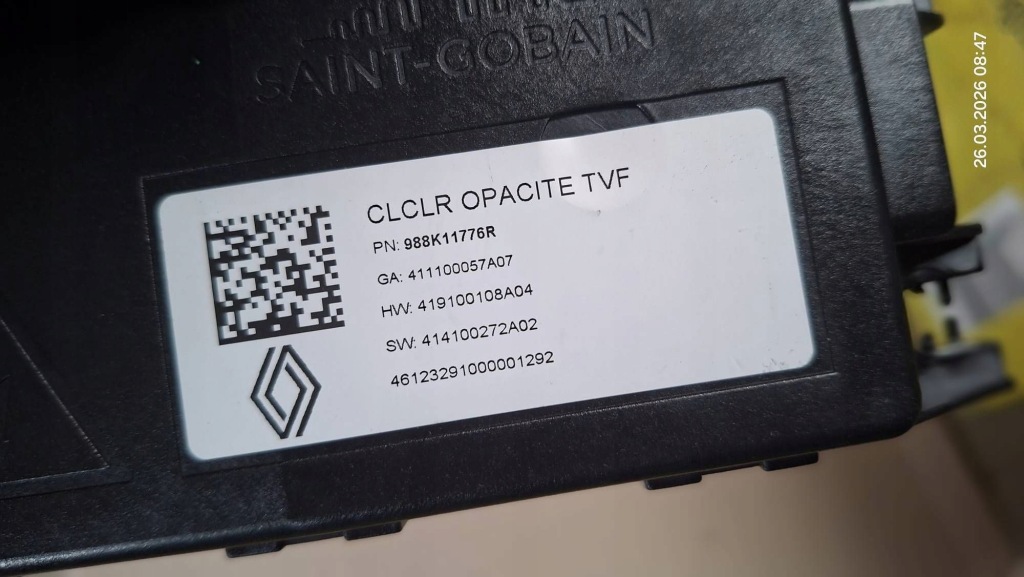 SAINT-GOBAIN
CLCLR OPACITE TVF
PN: 988K11776R
GA: 411100057A07
HW: 419100108A04
SW: 414100272A02
46123291000001292
26.03.2026 08:47